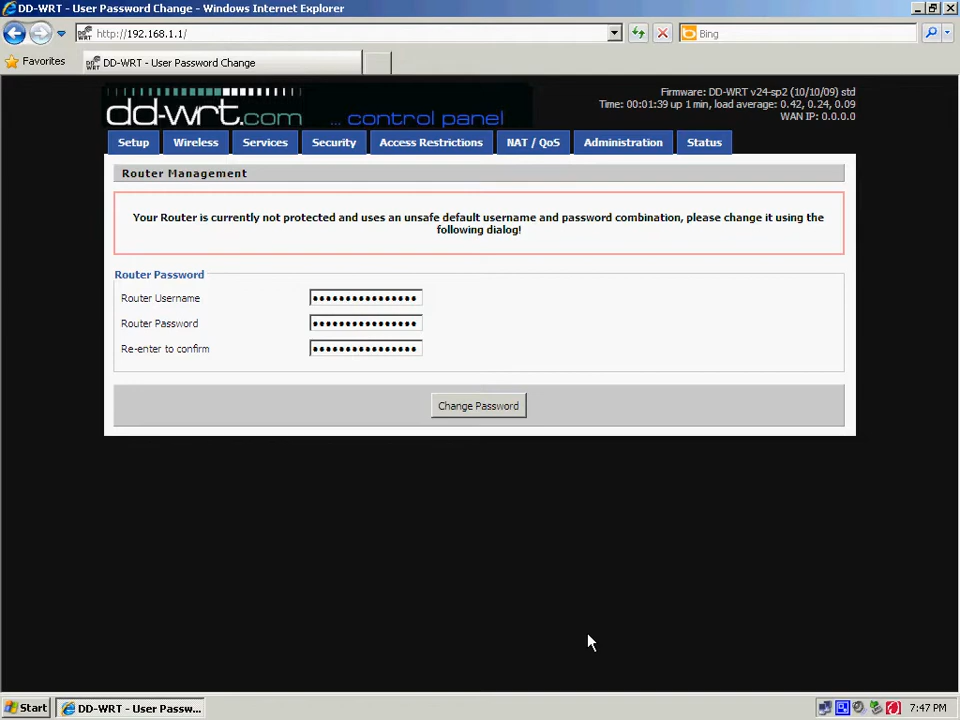 DD-WRT - User Password Change - Windows Internet Explorer
http://192.168.1.1/
Bing
Favorites
DD-WRT - User Password Change
dd-wrt.com ... control panel
Firmware: DD-WRT v24-sp2 (10/10/09) std
Time: 00:01:39 up 1 min, load average: 0.42, 0.24, 0.09
WAN IP: 0.0.0.0
Setup Wireless Services Security Access Restrictions NAT / QoS Administration Status
Router Management
Your Router is currently not protected and uses an unsafe default username and password combination, please change it using the
following dialog!
Router Password
Router Username ••••••••••••••••
Router Password ••••••••••••••••
Re-enter to confirm ••••••••••••••••
Change Password
Start DD-WRT - User Passw... 7:47 PM